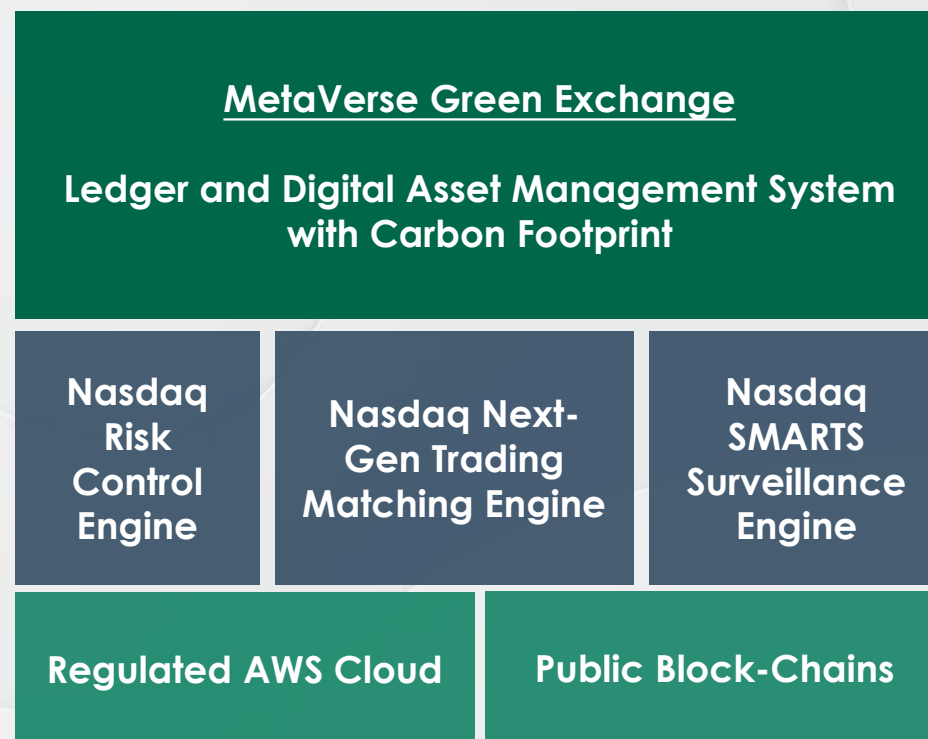 MetaVerse Green Exchange
Ledger and Digital Asset Management System
with Carbon Footprint
Nasdaq
Risk
Control
Engine
Nasdaq Next-
Gen Trading
Matching Engine
Nasdaq
SMARTS
Surveillance
Engine
Regulated AWS Cloud
Public Block-Chains